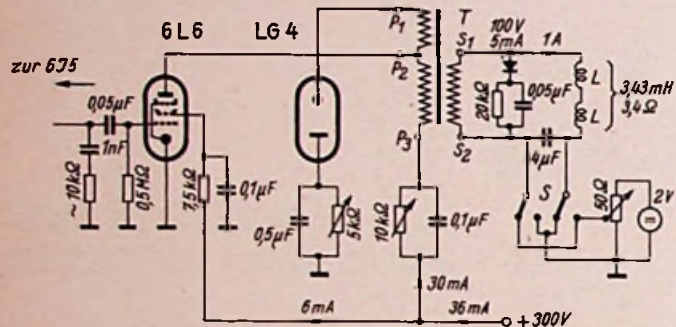 6L6
LG4
P₁
T
P₂
S₁
100V
5mA
1A
zur 6J5
0,05µF
L
0,05µF
20kΩ
3,43mH
3,4Ω
L
1nF
P₃
S₂
4µF
~10kΩ
0,5MΩ
7,5kΩ
0,1µF
0,5µF
5kΩ
10kΩ
0,1µF
S
50Ω
2V
30mA
6mA
36mA
+300V